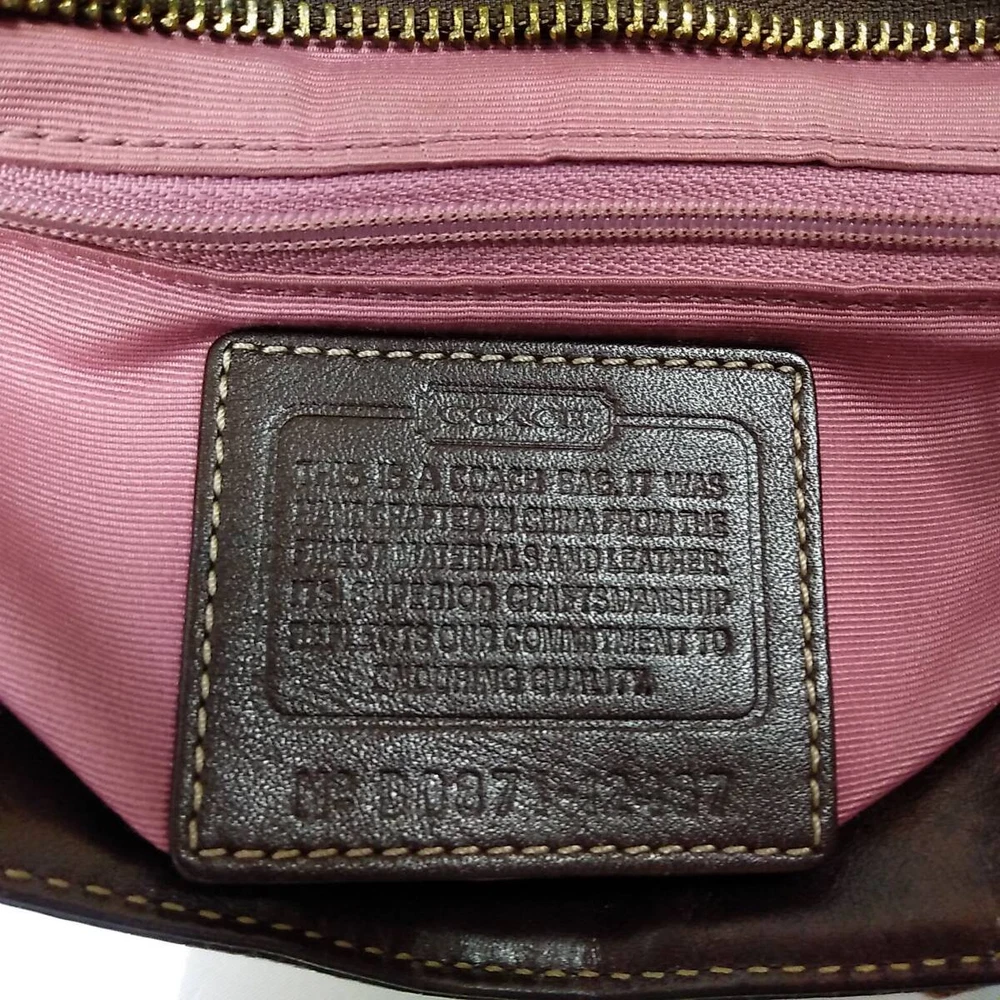 COACH
THIS IS A COACH BAG. IT WAS
HANDCRAFTED IN CHINA FROM THE
FINEST MATERIALS AND LEATHER.
ITS SUPERIOR CRAFTSMANSHIP
REFLECTS OUR COMMITMENT TO
ENDURING QUALITY.